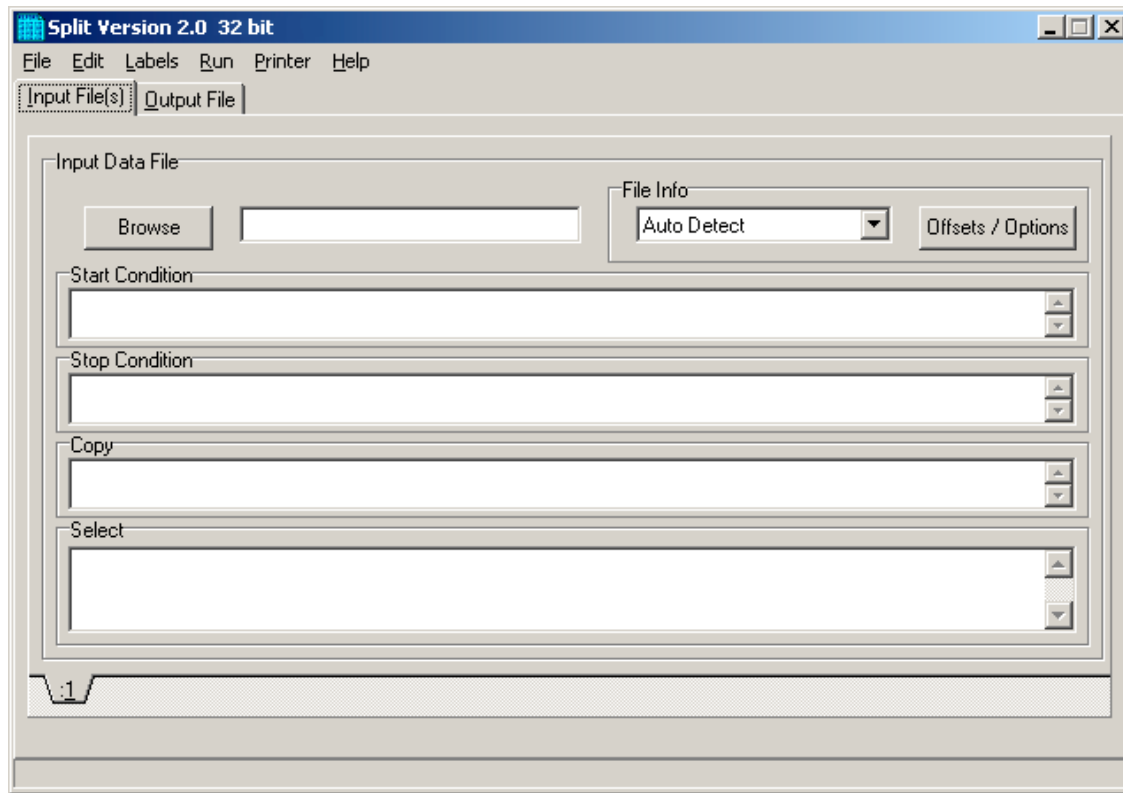 Split Version 2.0 32 bit
File Edit Labels Run Printer Help
Input File(s) Output File
Input Data File
File Info
Browse Auto Detect Offsets / Options
Start Condition
Stop Condition
Copy
Select
:1